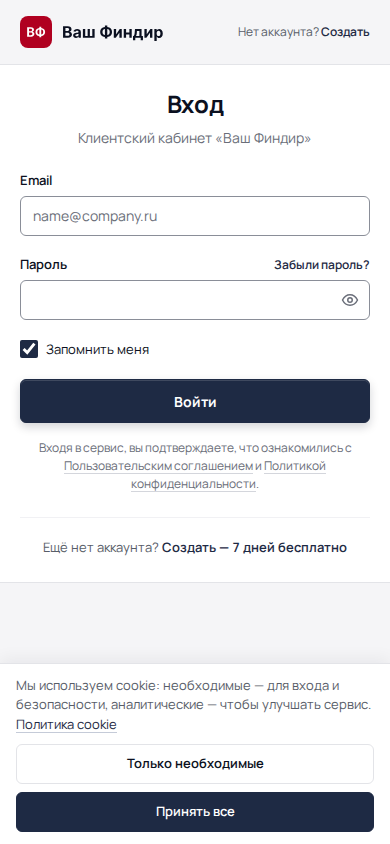 ВФ Ваш Финдир
Нет аккаунта? Создать
Вход
Клиентский кабинет «Ваш Финдир»
Email
name@company.ru
Пароль
Забыли пароль?
Запомнить меня
Войти
Входя в сервис, вы подтверждаете, что ознакомились с
Пользовательским соглашением и Политикой
конфиденциальности.
Ещё нет аккаунта? Создать — 7 дней бесплатно
Мы используем cookie: необходимые — для входа и
безопасности, аналитические — чтобы улучшать сервис.
Политика cookie
Только необходимые
Принять все